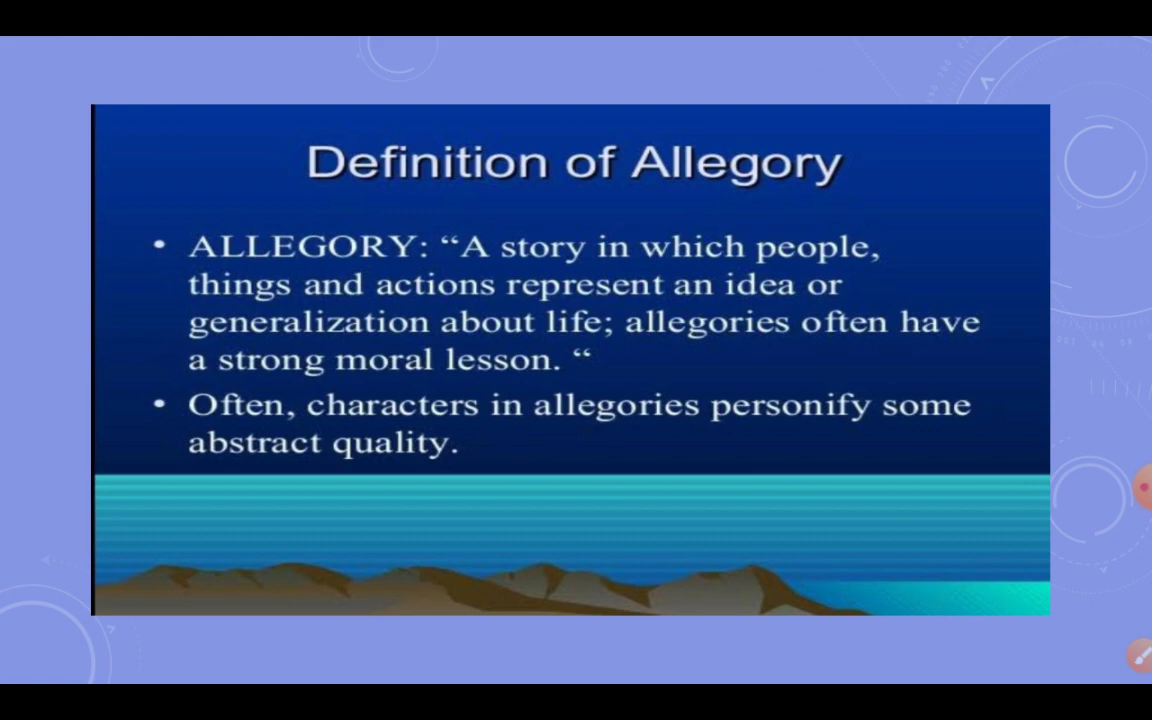 Definition of Allegory
• ALLEGORY: “A story in which people,
things and actions represent an idea or
generalization about life; allegories often have
a strong moral lesson. “
• Often, characters in allegories personify some
abstract quality.